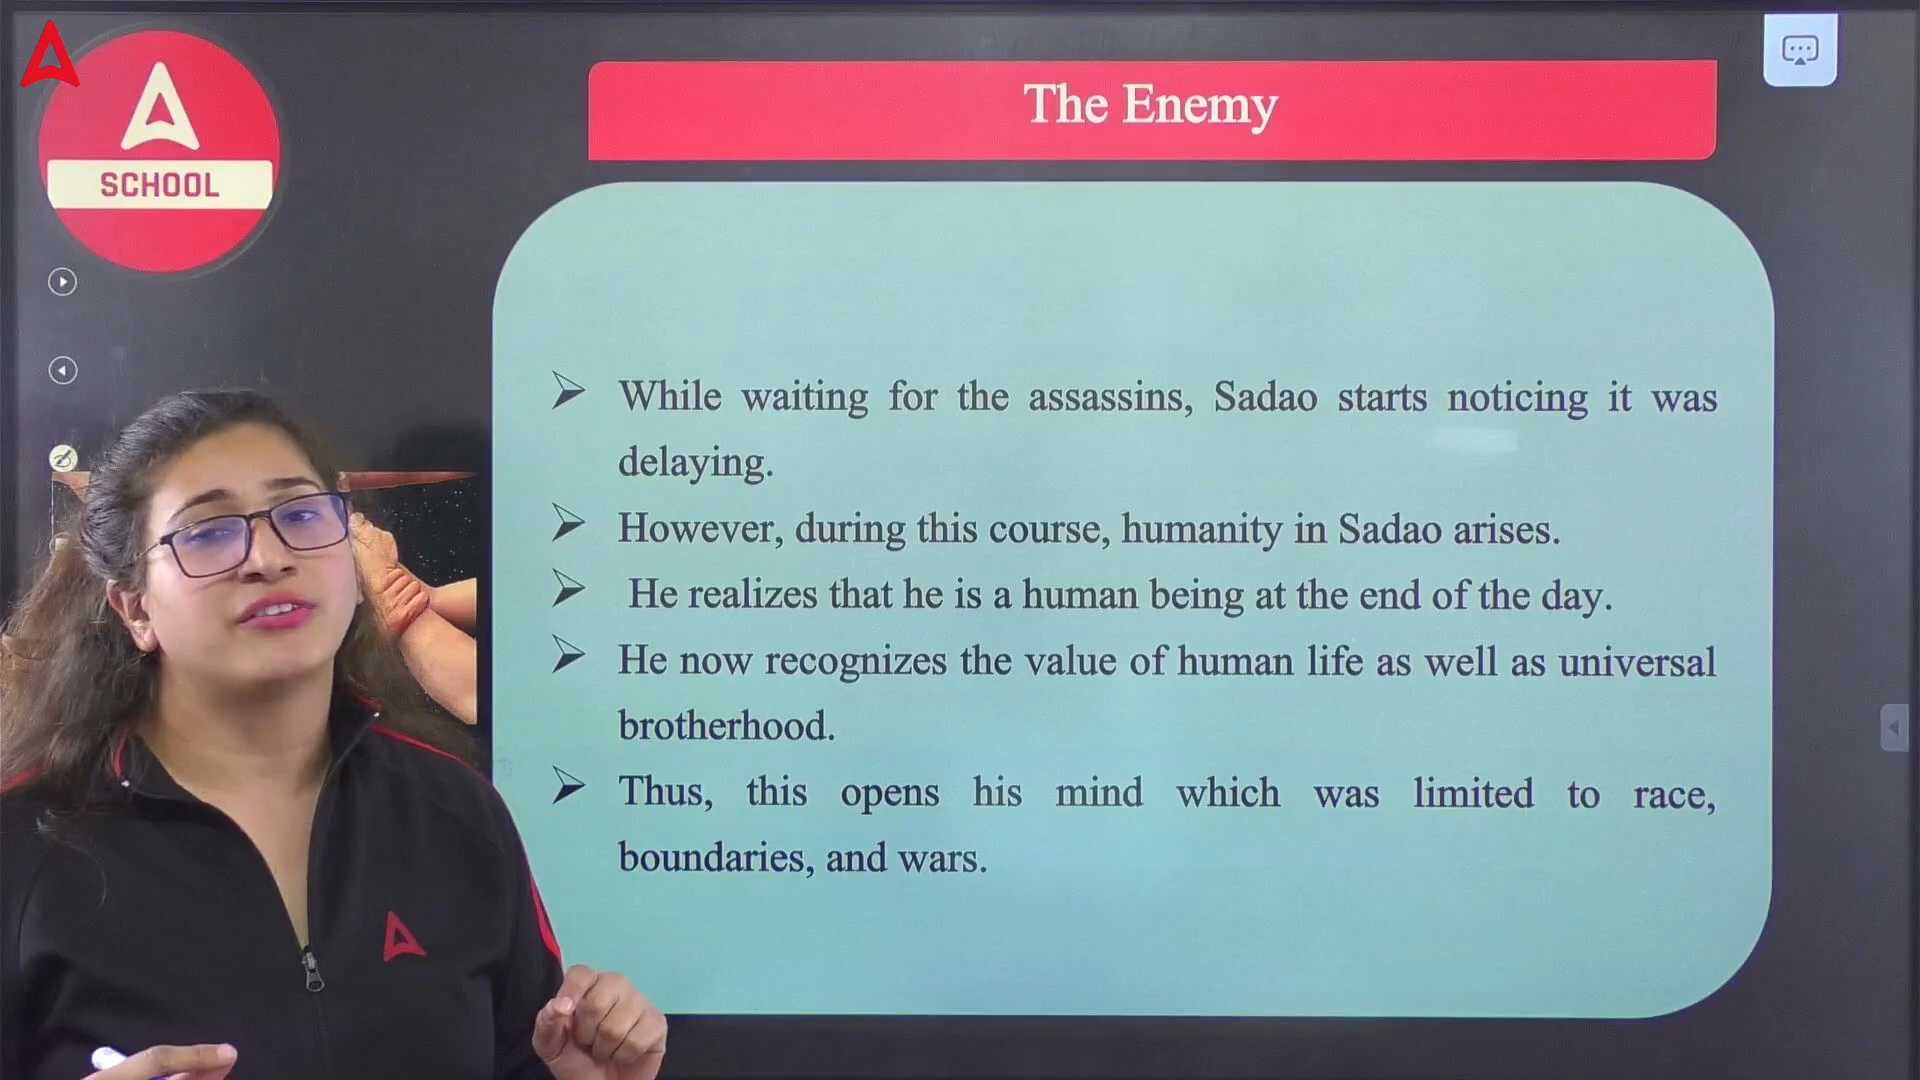 SCHOOL
The Enemy
While waiting for the assassins, Sadao starts noticing it was
delaying.
However, during this course, humanity in Sadao arises.
He realizes that he is a human being at the end of the day.
He now recognizes the value of human life as well as universal
brotherhood.
Thus, this opens his mind which was limited to race,
boundaries, and wars.